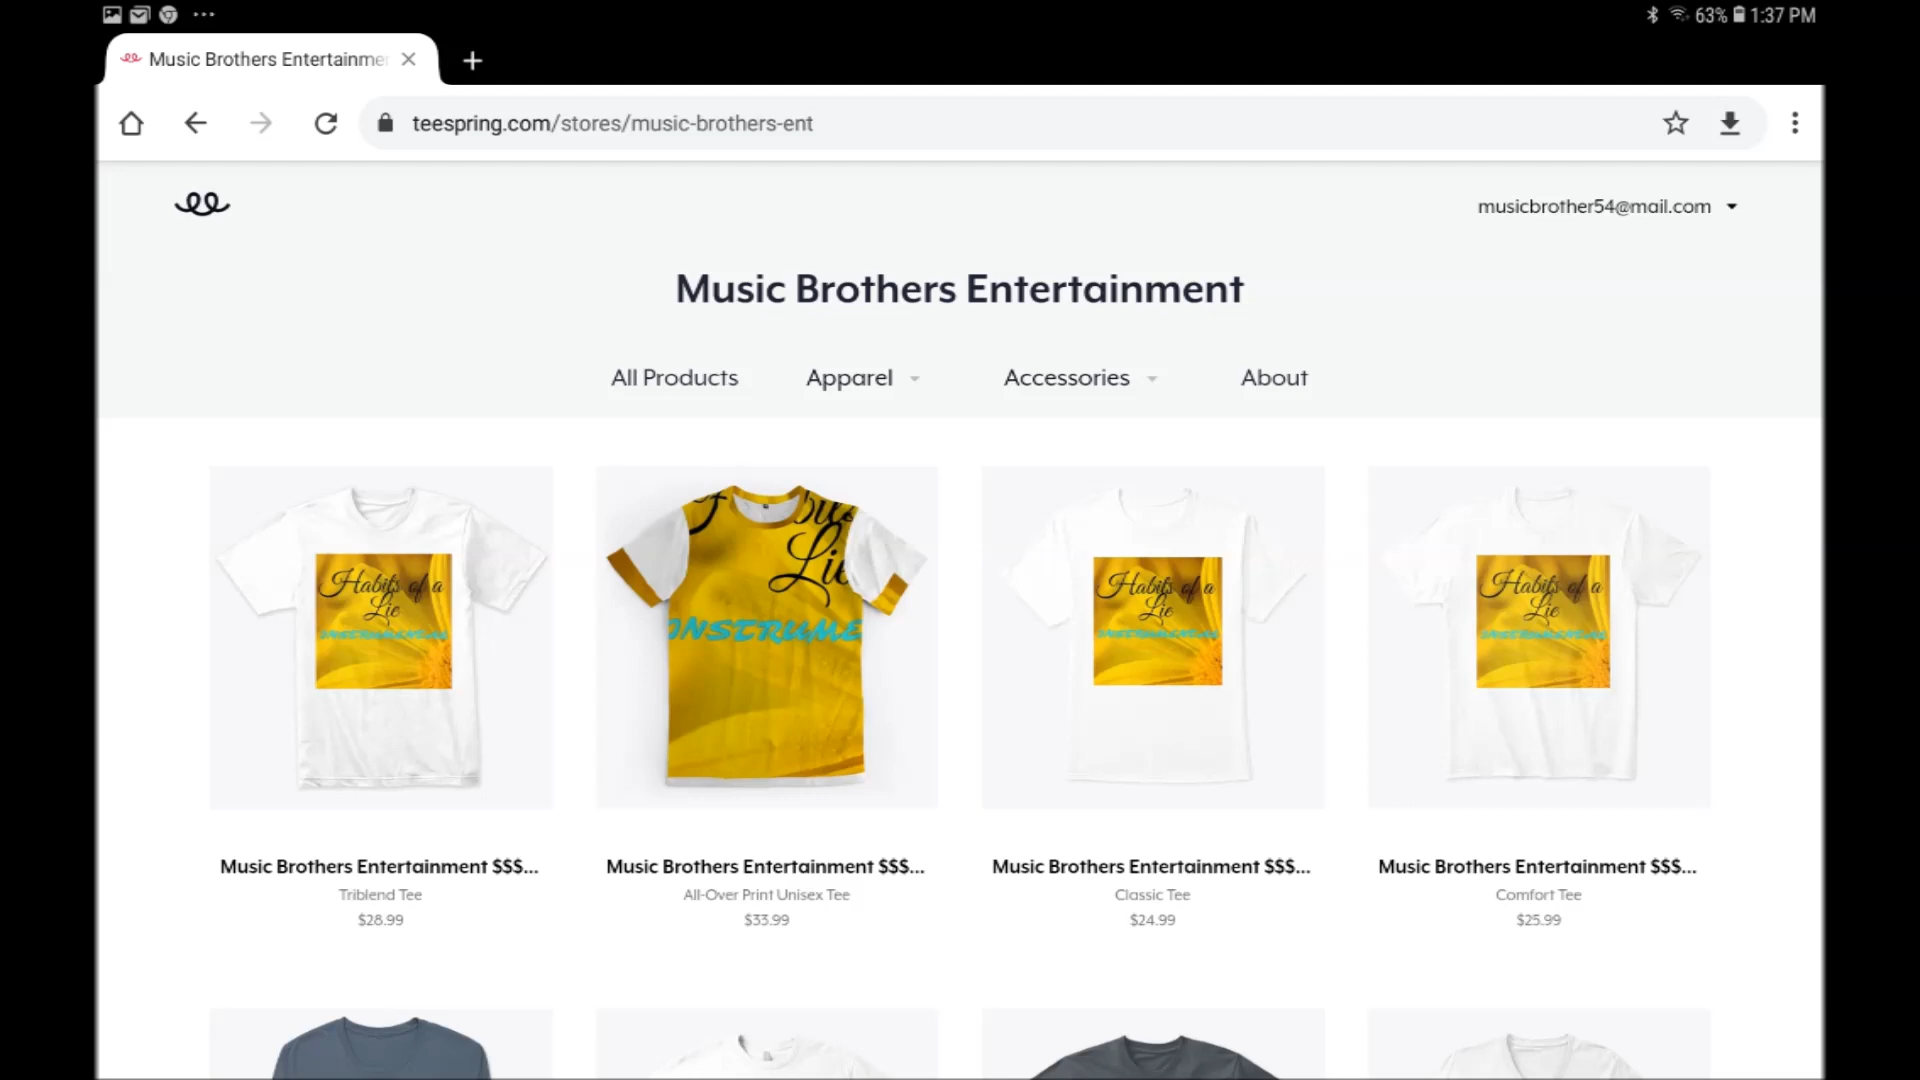 63% 1:37 PM
Music Brothers Entertainme
teespring.com/stores/music-brothers-ent
musicbrother54@mail.com
Music Brothers Entertainment
All Products Apparel Accessories About
Habits of a
Lie
Lie
Habits of a
Lie
Habits of a
Lie
Music Brothers Entertainment $$$...
Triblend Tee
$28.99
Music Brothers Entertainment $$$...
All-Over Print Unisex Tee
$33.99
Music Brothers Entertainment $$$...
Classic Tee
$24.99
Music Brothers Entertainment $$$...
Comfort Tee
$25.99